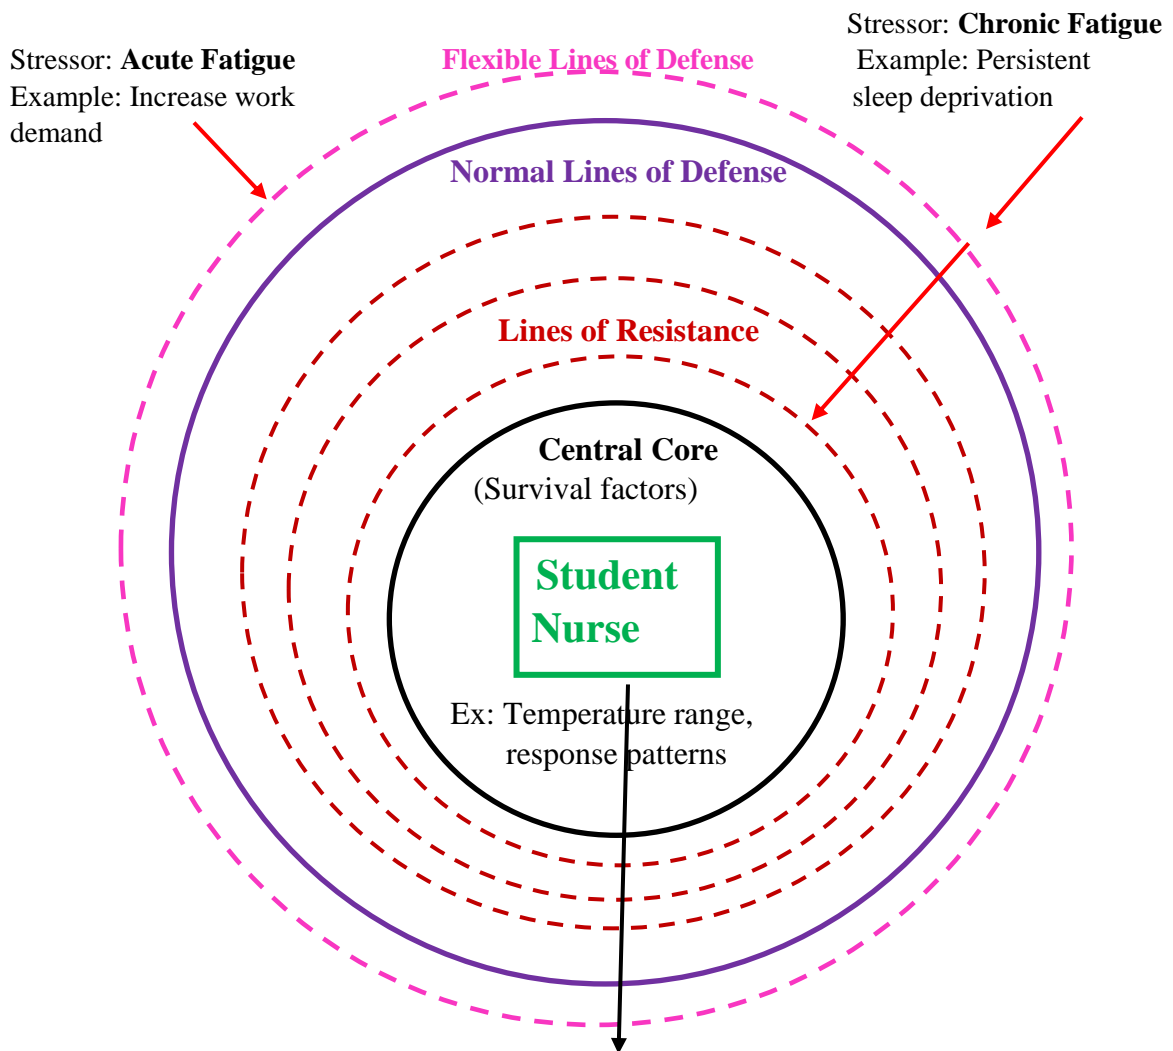 Stressor: Acute Fatigue
Example: Increase work
demand
Flexible Lines of Defense
Stressor: Chronic Fatigue
Example: Persistent
sleep deprivation
Normal Lines of Defense
Lines of Resistance
Central Core
(Survival factors)
Student
Nurse
Ex: Temperature range,
response patterns